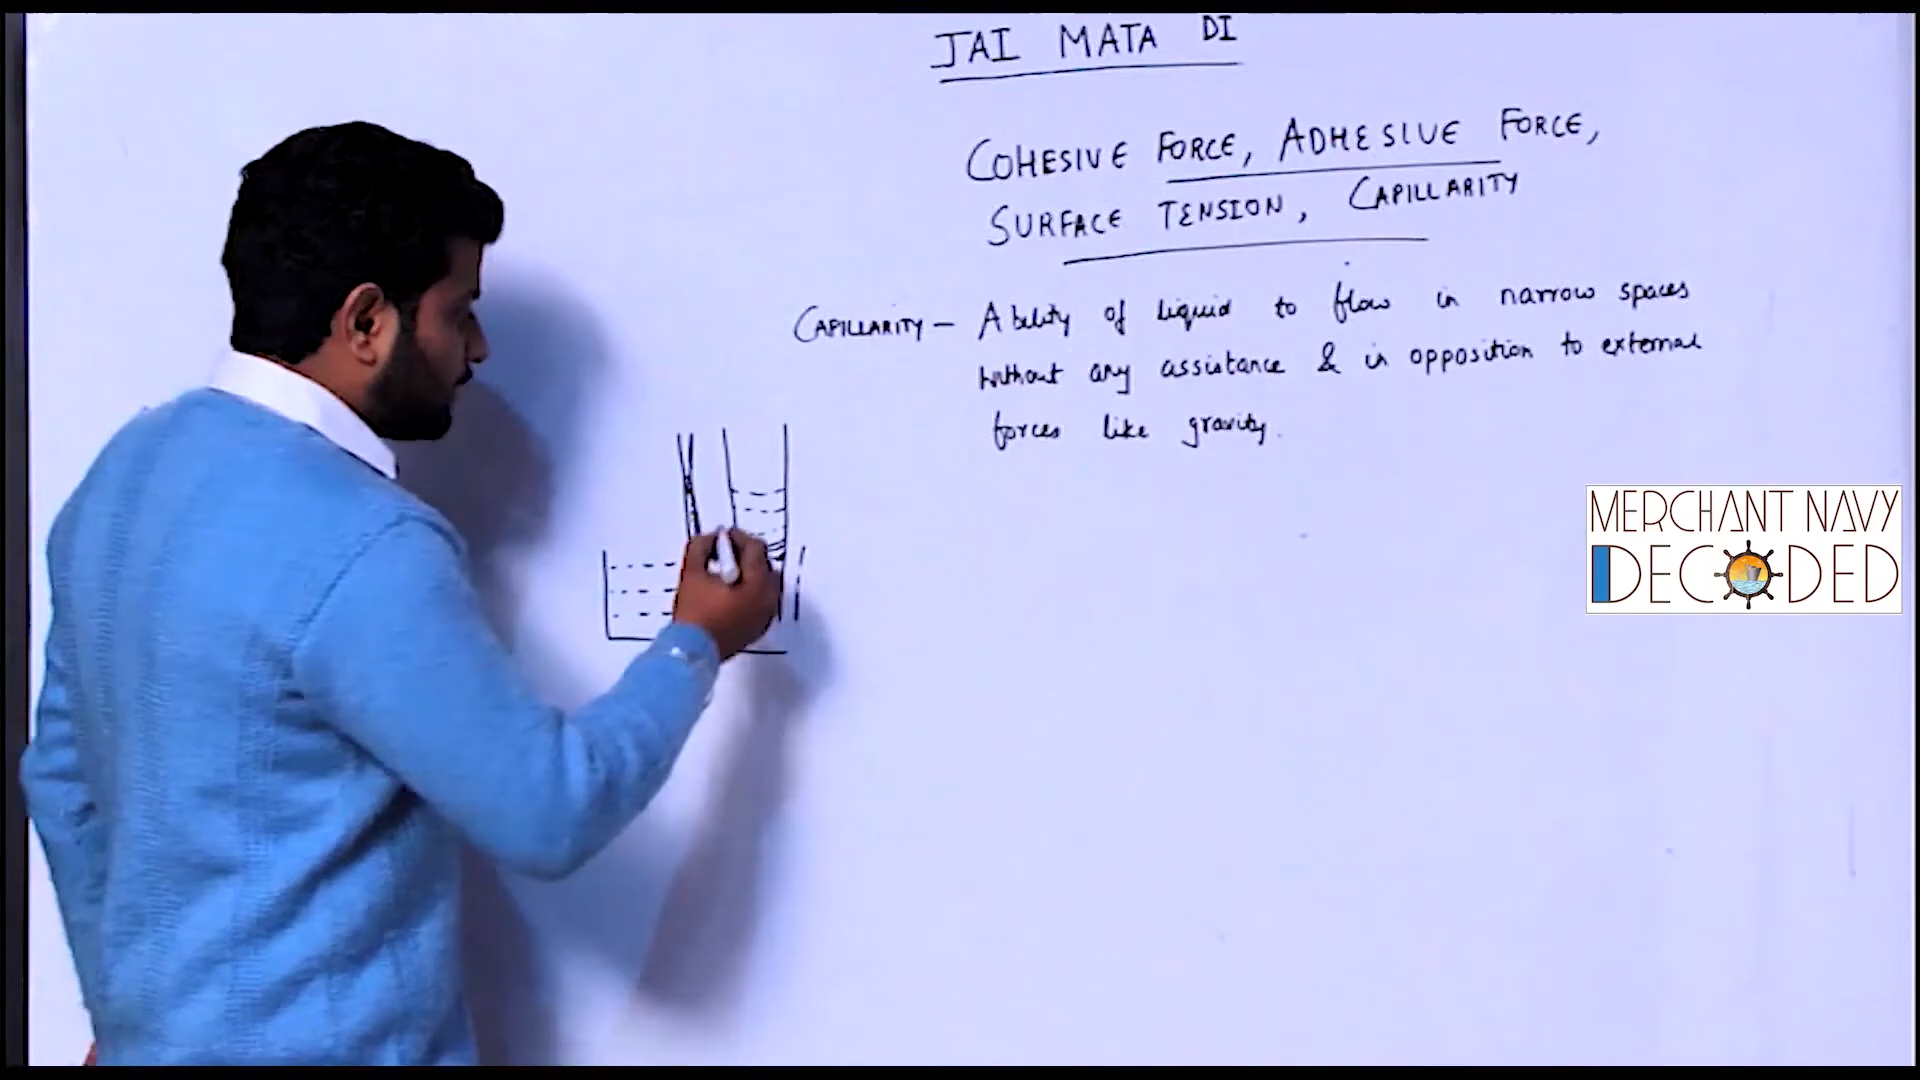 JAI MATA DI
COHESIVE FORCE, ADHESIVE FORCE,
SURFACE TENSION, CAPILLARITY
CAPILLARITY - Ability of liquid to flow in narrow spaces
without any assistance & in opposition to external
forces like gravity.
MERCHANT NAVY
DECODED